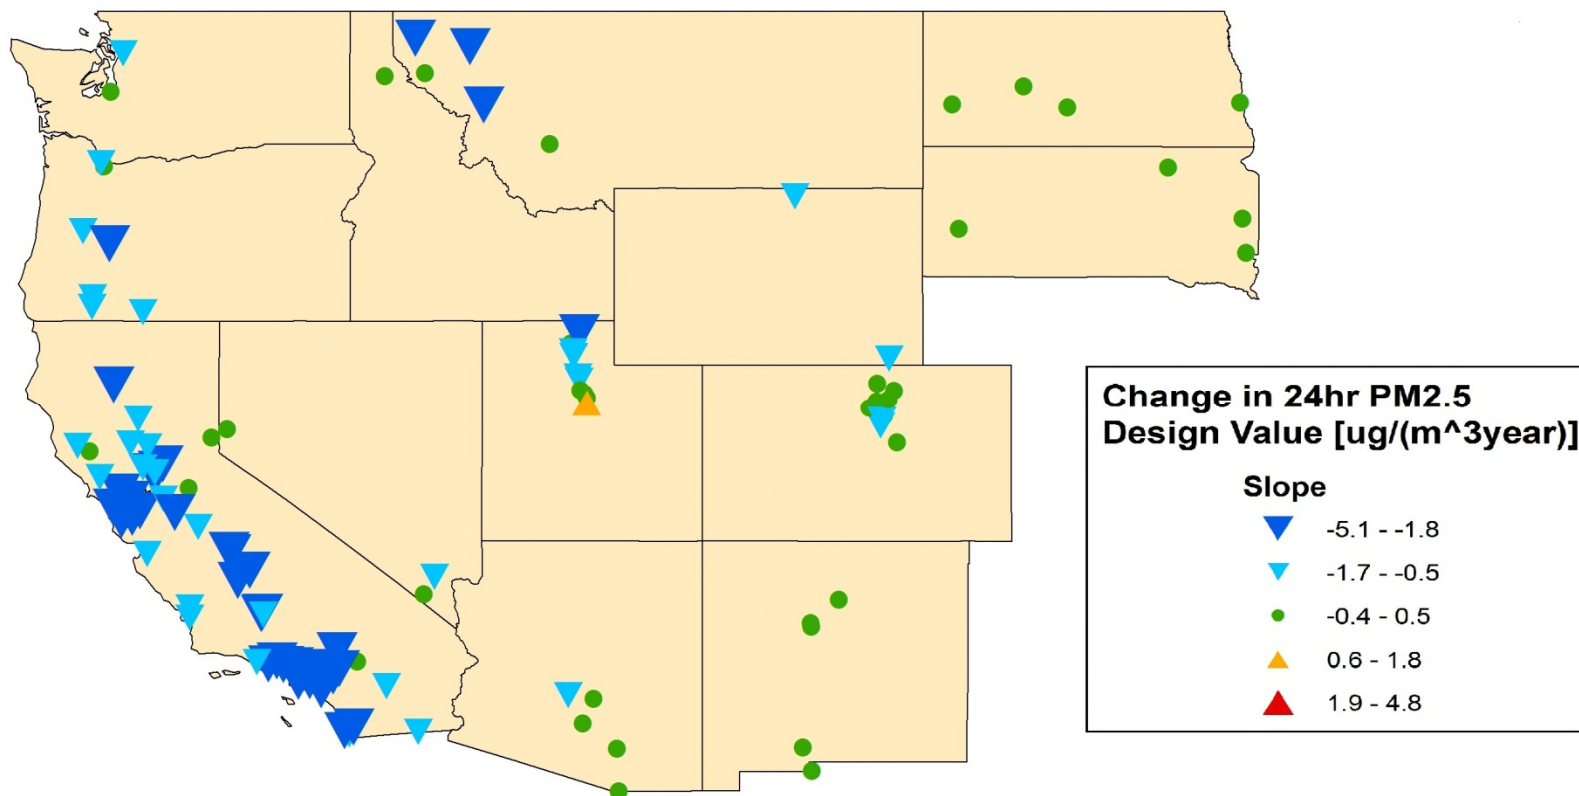 Change in 24hr PM2.5
Design Value [ug/(m^3year)]
Slope
-5.1 - -1.8
-1.7 - -0.5
-0.4 - 0.5
0.6 - 1.8
1.9 - 4.8